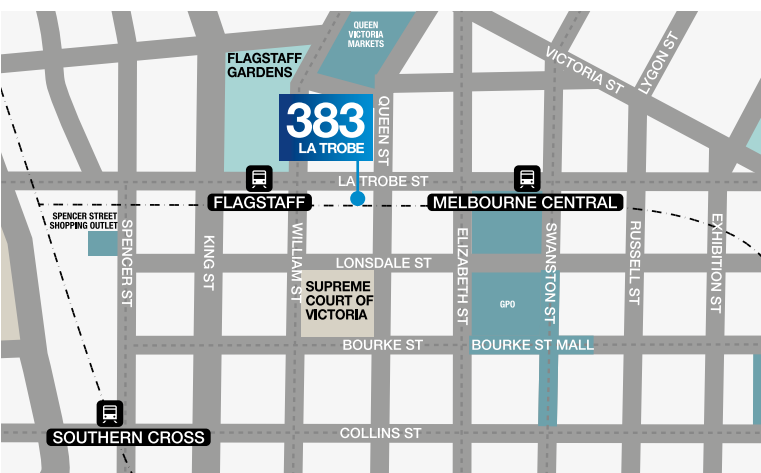 QUEEN
VICTORIA
MARKETS
FLAGSTAFF
GARDENS
VICTORIA ST
LYGON ST
383
LA TROBE
QUEEN ST
LA TROBE ST
FLAGSTAFF
MELBOURNE CENTRAL
SPENCER STREET
SHOPPING OUTLET
SPENCER ST
KING ST
WILLIAM ST
ELIZABETH ST
SWANSTON ST
RUSSELL ST
EXHIBITION ST
LONSDALE ST
SUPREME
COURT OF
VICTORIA
GPO
BOURKE ST
BOURKE ST MALL
SOUTHERN CROSS
COLLINS ST